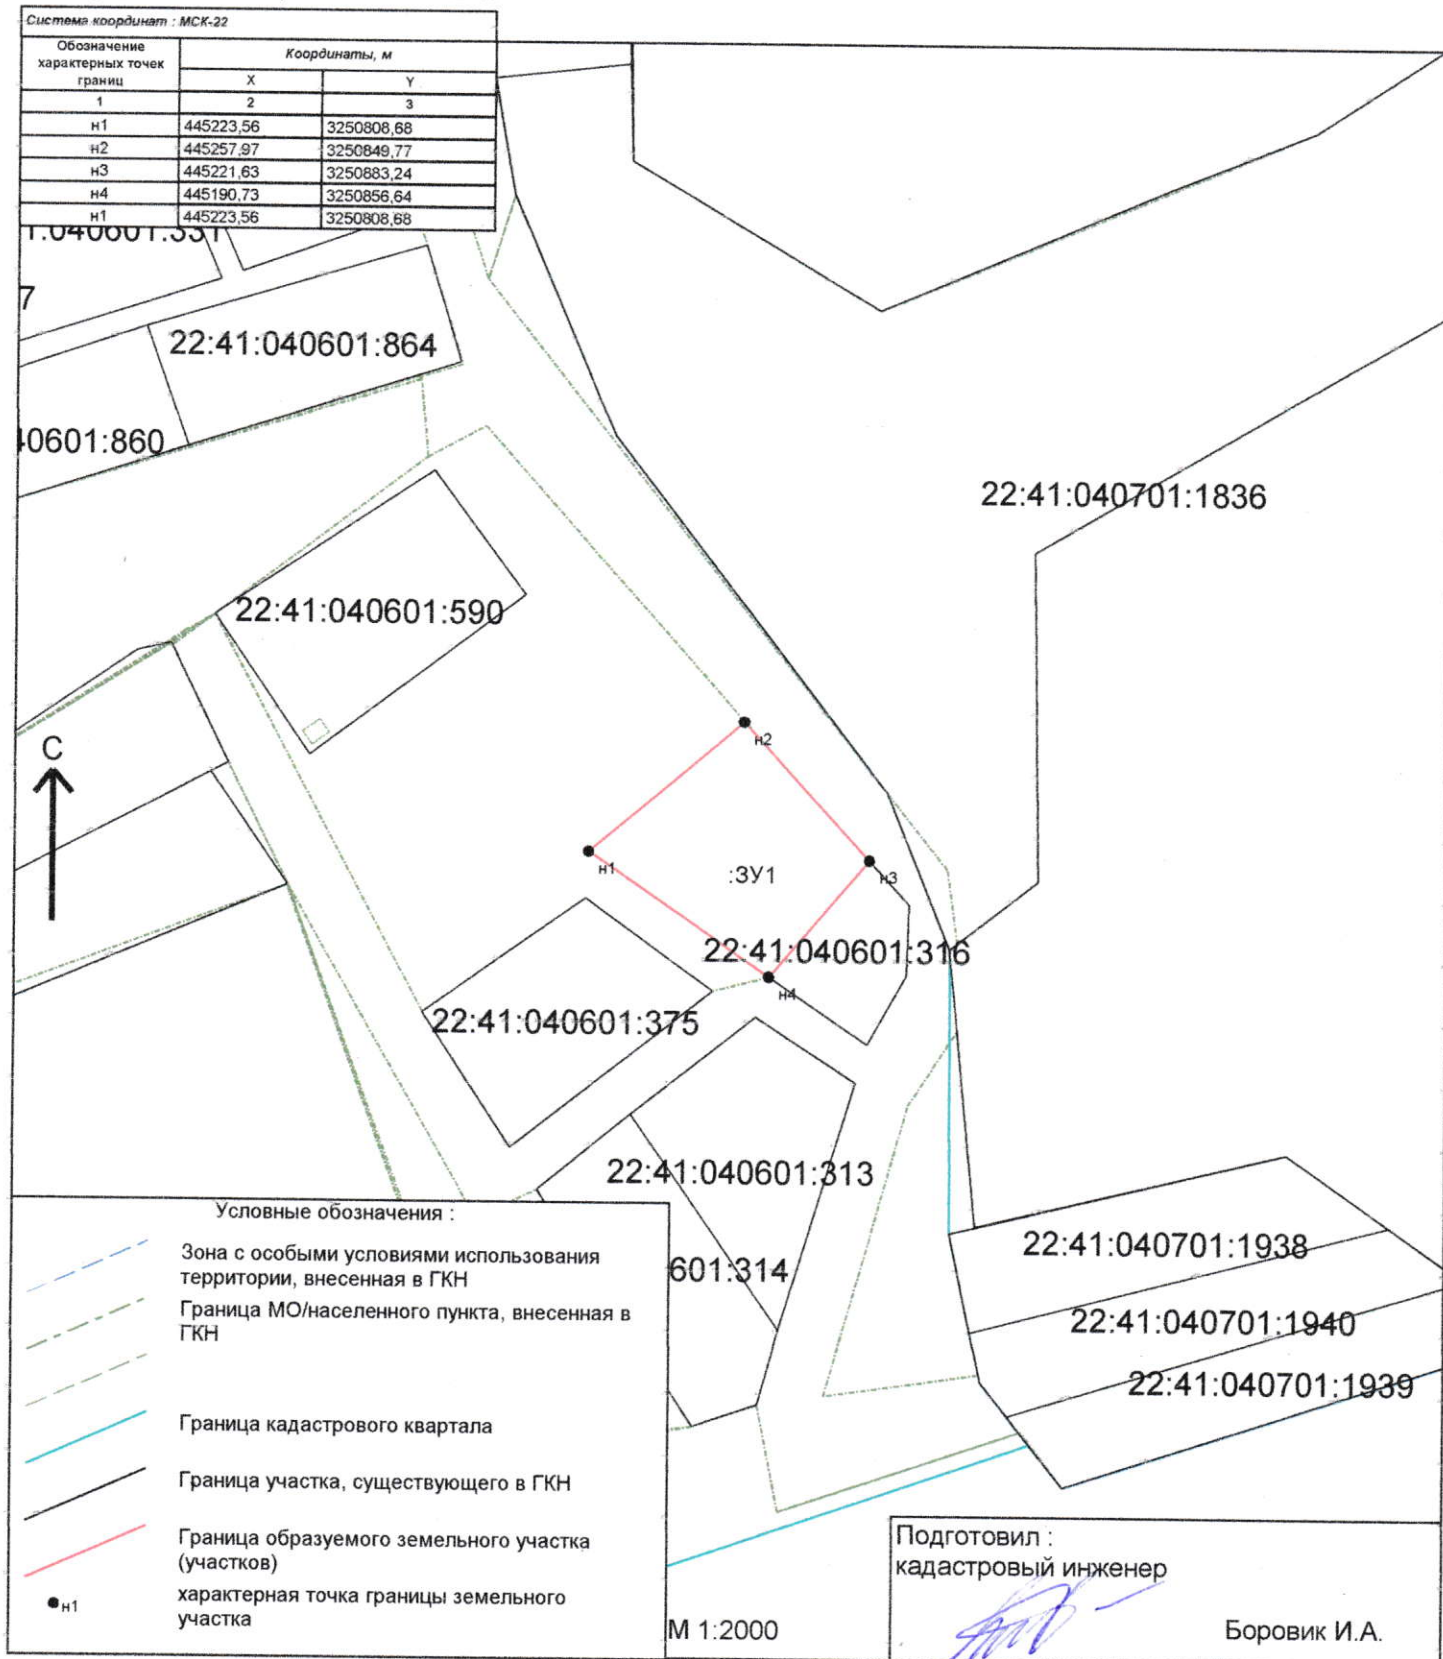 Система координат : МСК-22
Обозначение характерных точек границ
Координаты, м
X Y
1 2 3
н1 445223,56 3250808,68
н2 445257,97 3250849,77
н3 445221,63 3250883,24
н4 445190,73 3250856,64
н1 445223,56 3250808,68
1:040601:331
7
22:41:040601:864
40601:860
22:41:040701:1836
22:41:040601:590
н2
С
н1
:ЗУ1
н3
22:41:040601:316
н4
22:41:040601:375
22:41:040601:313
601:314
22:41:040701:1938
22:41:040701:1940
22:41:040701:1939
Условные обозначения :
Зона с особыми условиями использования
территории, внесенная в ГКН
Граница МО/населенного пункта, внесенная в
ГКН
Граница кадастрового квартала
Граница участка, существующего в ГКН
Граница образуемого земельного участка
(участков)
н1 характерная точка границы земельного
участка
М 1:2000
Подготовил :
кадастровый инженер
Боровик И.А.